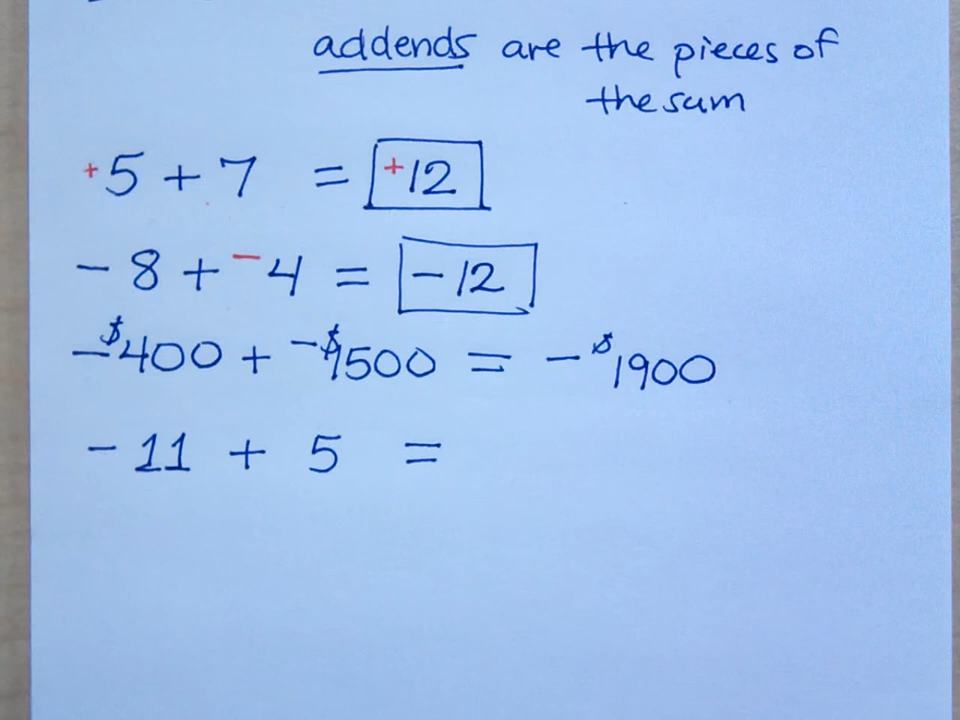 addends are the pieces of
the sum
+5 + 7 = +12
-8 + -4 = -12
-$400 + -$1500 = -$1900
-11 + 5 =